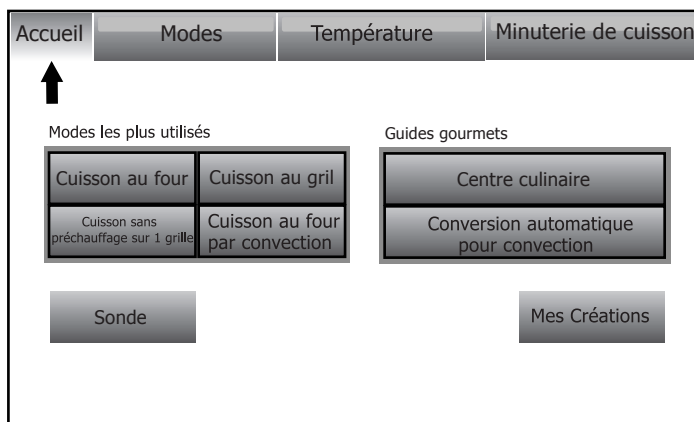 Accueil Modes Température Minuterie de cuisson
Modes les plus utilisés
Guides gourmets
Cuisson au four
Cuisson au gril
Centre culinaire
Cuisson sans
préchauffage sur 1 grille
Cuisson au four
par convection
Conversion automatique
pour convection
Sonde
Mes Créations